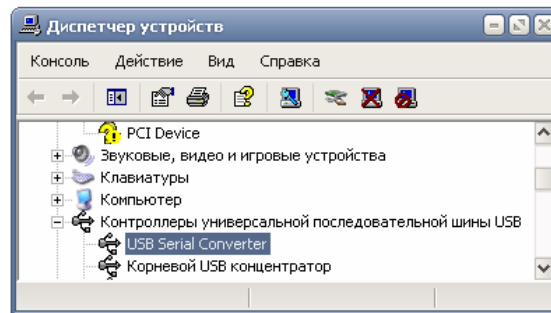 Диспетчер устройств
Консоль Действие Вид Справка
PCI Device
Звуковые, видео и игровые устройства
Клавиатуры
Компьютер
Контроллеры универсальной последовательной шины USB
USB Serial Converter
Корневой USB концентратор